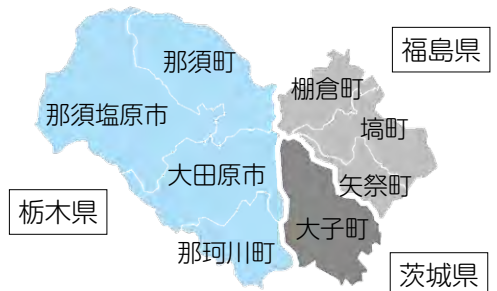 福島県
那須町
棚倉町
那須塩原市
塙町
大田原市
矢祭町
栃木県
大子町
那珂川町
茨城県